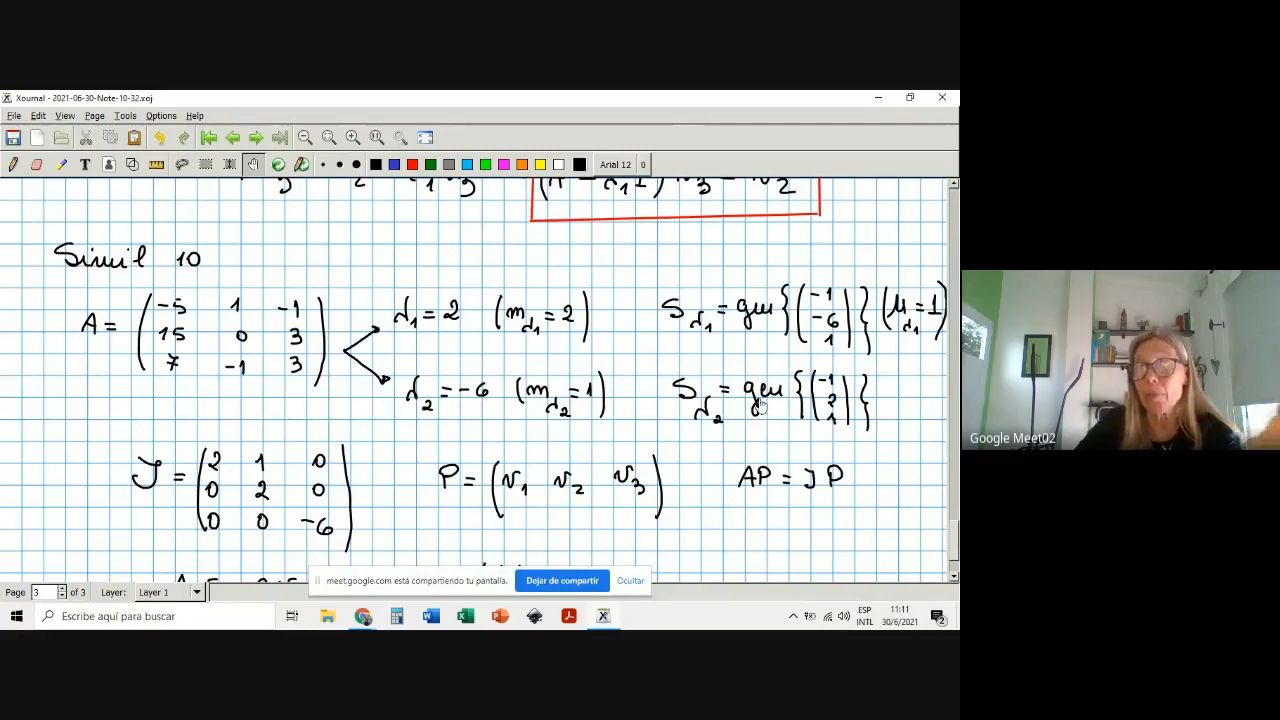 Xournal - 2021-06-30-Note-10-32.xoj
File Edit View Page Tools Options Help
Arial 12 0
Simil 10
A = ( -5 1 -1
15 0 3
7 -1 3 )
λ1 = 2 (mλ1 = 2) Sλ1 = gen { ( -1 -6 1 ) } (μλ1 = 1)
λ2 = -6 (mλ2 = 1) Sλ2 = gen { ( -1 2 1 ) }
J = ( 2 1 0
0 2 0
0 0 -6 )
P = ( v1 v2 v3 ) AP = J P
meet.google.com está compartiendo tu pantalla. Dejar de compartir Ocultar
Page 3 of 3 Layer: Layer 1
Escribe aquí para buscar
ESP INTL
11:11
30/6/2021
2
Google Meet02